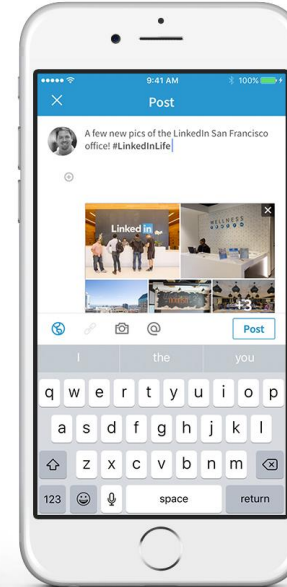 9:41 AM
100%
Post
A few new pics of the LinkedIn San Francisco
office! #LinkedInLife
Linked in
WELLNESS
+3
Post
I
the
you
q w e r t y u i o p
a s d f g h j k l
z x c v b n m
123
space
return